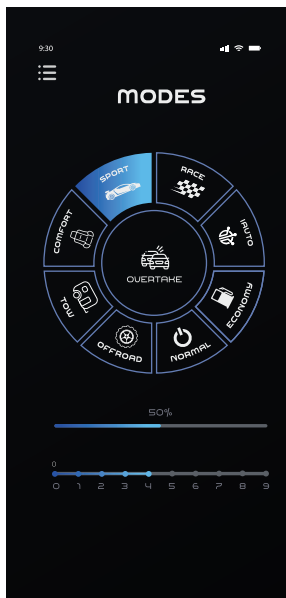 9:30
MODES
SPORT
RACE
COMFORT
IAUTO
OVERTAKE
TOW
ECONOMY
OFFROAD
NORMAL
50%
0
0 1 2 3 4 5 6 7 8 9